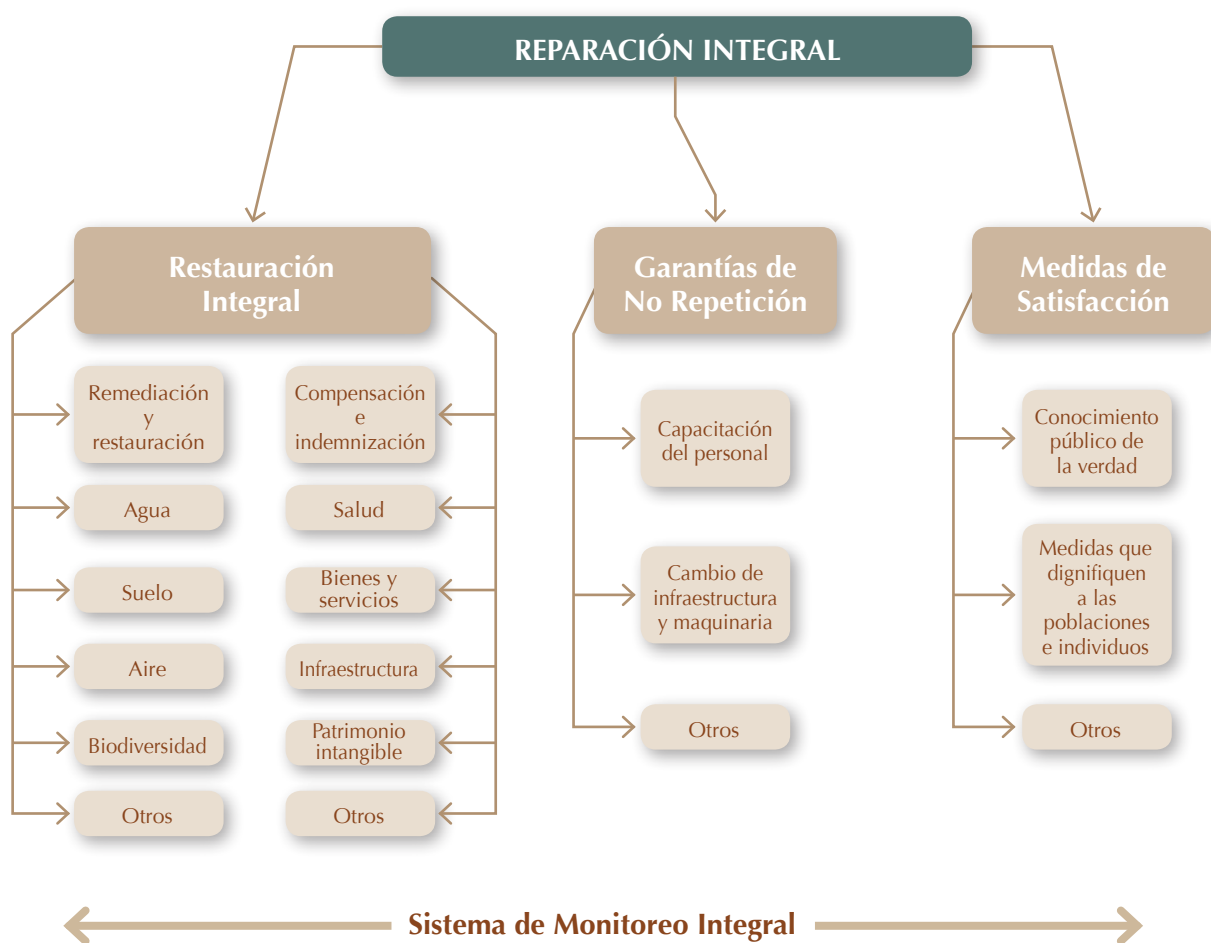 REPARACIÓN INTEGRAL
Restauración
Integral
Remediación
y
restauración
Agua
Suelo
Aire
Biodiversidad
Otros
Compensación
e
indemnización
Salud
Bienes y
servicios
Infraestructura
Patrimonio
intangible
Otros
Garantías de
No Repetición
Capacitación
del personal
Cambio de
infraestructura
y maquinaria
Otros
Medidas de
Satisfacción
Conocimiento
público de
la verdad
Medidas que
dignifiquen
a las
poblaciones
e individuos
Otros
Sistema de Monitoreo Integral